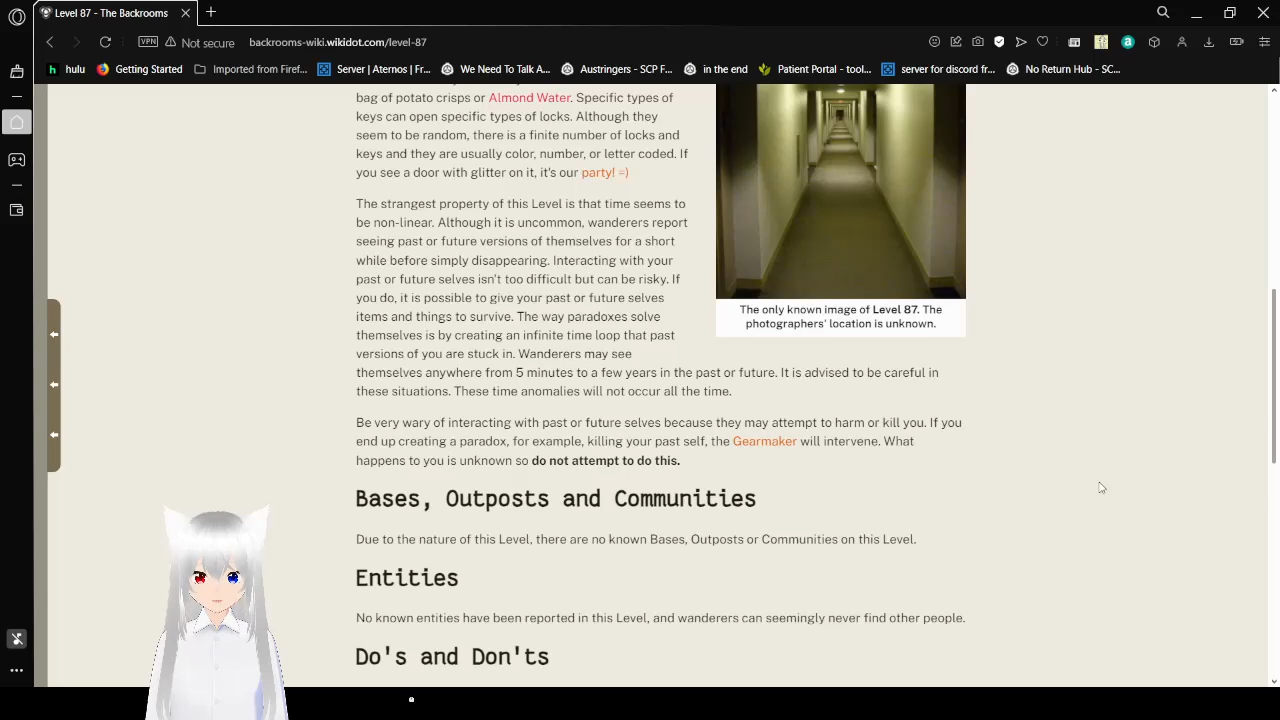 Level 87 - The Backrooms
VPN
Not secure
backrooms-wiki.wikidot.com/level-87
hulu
Getting Started
Imported from Firef...
Server | Aternos | Fr...
We Need To Talk A...
Austringers - SCP F...
in the end
Patient Portal - tool...
server for discord fr...
No Return Hub - SC...
bag of potato crisps or Almond Water. Specific types of
keys can open specific types of locks. Although they
seem to be random, there is a finite number of locks and
keys and they are usually color, number, or letter coded. If
you see a door with glitter on it, it's our party! =)
The strangest property of this Level is that time seems to
be non-linear. Although it is uncommon, wanderers report
seeing past or future versions of themselves for a short
while before simply disappearing. Interacting with your
past or future selves isn't too difficult but can be risky. If
you do, it is possible to give your past or future selves
items and things to survive. The way paradoxes solve
themselves is by creating an infinite time loop that past
versions of you are stuck in. Wanderers may see
themselves anywhere from 5 minutes to a few years in the past or future. It is advised to be careful in
these situations. These time anomalies will not occur all the time.
The only known image of Level 87. The
photographers' location is unknown.
Be very wary of interacting with past or future selves because they may attempt to harm or kill you. If you
end up creating a paradox, for example, killing your past self, the Gearmaker will intervene. What
happens to you is unknown so do not attempt to do this.
Bases, Outposts and Communities
Due to the nature of this Level, there are no known Bases, Outposts or Communities on this Level.
Entities
No known entities have been reported in this Level, and wanderers can seemingly never find other people.
Do's and Don'ts